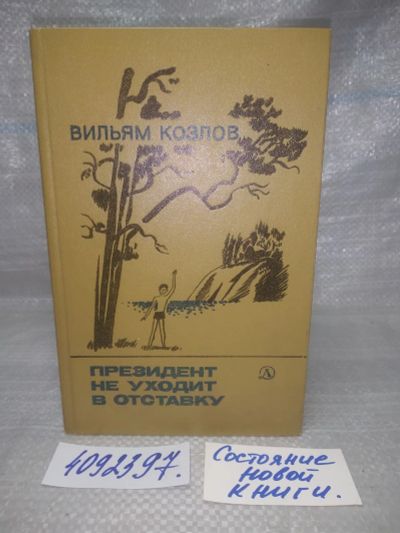 ВИЛЬЯМ КОЗЛОВ
ПРЕЗИДЕНТ
НЕ УХОДИТ
В ОТСТАВКУ
4092397.
Состояние
новой
книги.